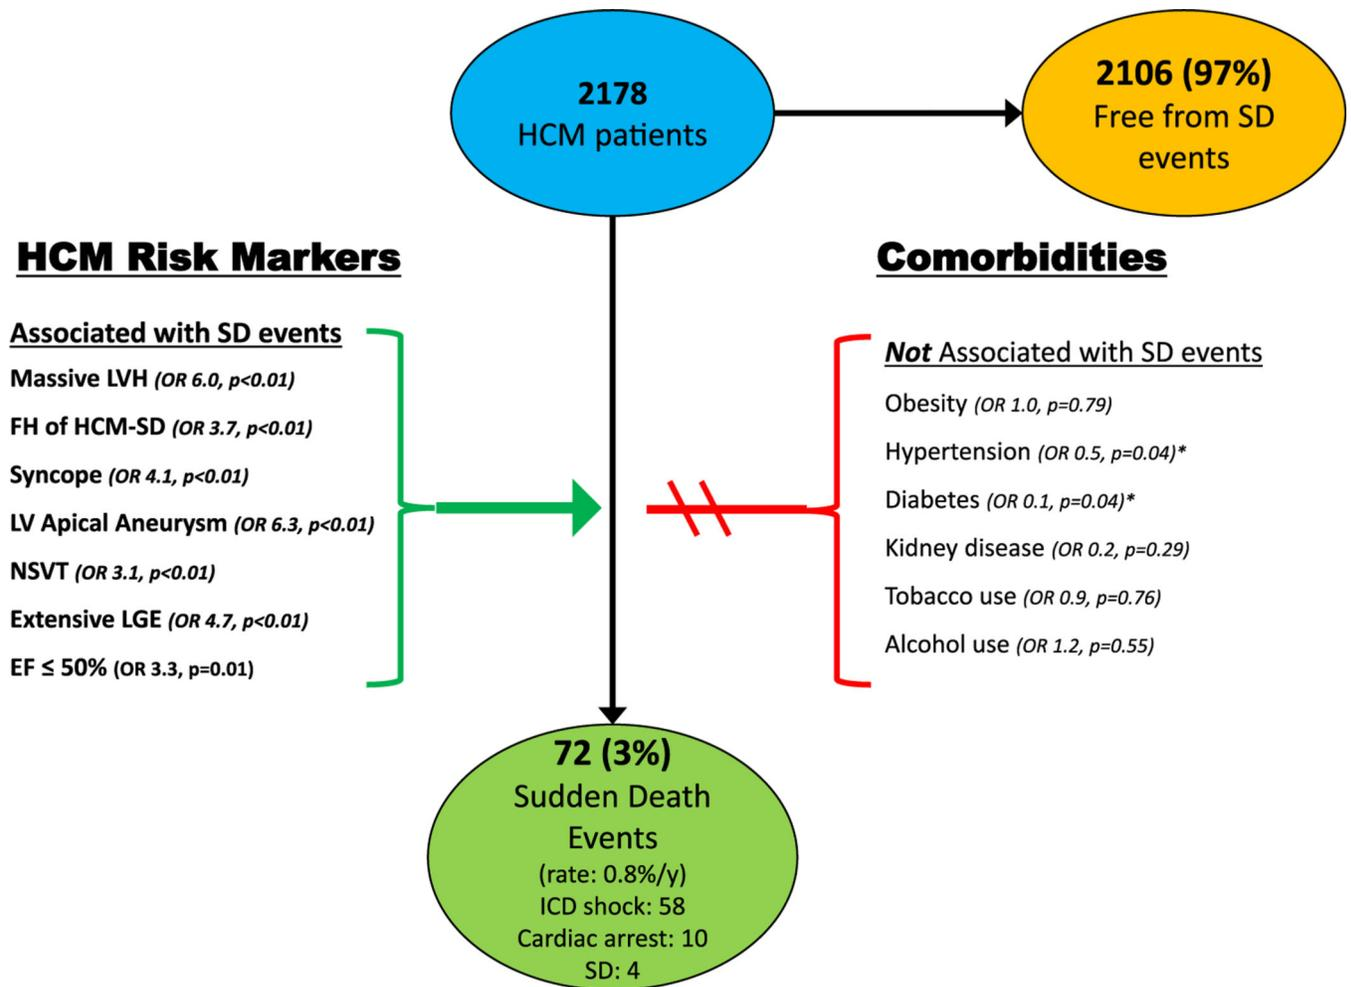 2178
HCM patients
2106 (97%)
Free from SD
events
HCM Risk Markers
Associated with SD events
Massive LVH (OR 6.0, p<0.01)
FH of HCM-SD (OR 3.7, p<0.01)
Syncope (OR 4.1, p<0.01)
LV Apical Aneurysm (OR 6.3, p<0.01)
NSVT (OR 3.1, p<0.01)
Extensive LGE (OR 4.7, p<0.01)
EF ≤ 50% (OR 3.3, p=0.01)
Comorbidities
Not Associated with SD events
Obesity (OR 1.0, p=0.79)
Hypertension (OR 0.5, p=0.04)*
Diabetes (OR 0.1, p=0.04)*
Kidney disease (OR 0.2, p=0.29)
Tobacco use (OR 0.9, p=0.76)
Alcohol use (OR 1.2, p=0.55)
72 (3%)
Sudden Death
Events
(rate: 0.8%/y)
ICD shock: 58
Cardiac arrest: 10
SD: 4